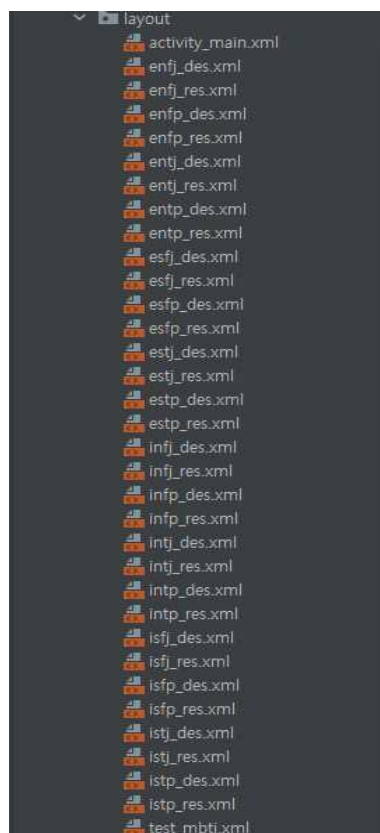 layout
activity_main.xml
enfj_des.xml
enfj_res.xml
enfp_des.xml
enfp_res.xml
entj_des.xml
entj_res.xml
entp_des.xml
entp_res.xml
esfj_des.xml
esfj_res.xml
esfp_des.xml
esfp_res.xml
estj_des.xml
estj_res.xml
estp_des.xml
estp_res.xml
infj_des.xml
infj_res.xml
infp_des.xml
infp_res.xml
intj_des.xml
intj_res.xml
intp_des.xml
intp_res.xml
isfj_des.xml
isfj_res.xml
isfp_des.xml
isfp_res.xml
istj_des.xml
istj_res.xml
istp_des.xml
istp_res.xml
test_mbti.xml